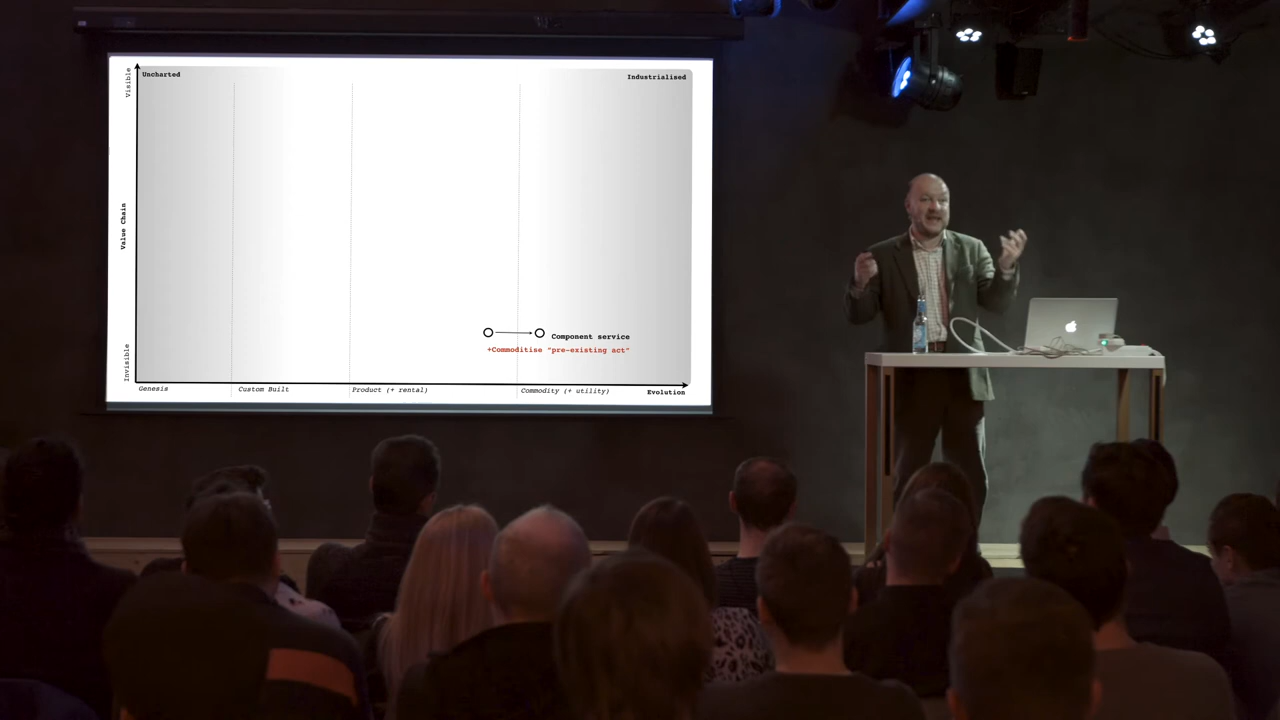 Uncharted
Industrialised
Visible
Value Chain
Invisible
Component service
+Commoditise "pre-existing act"
Genesis
Custom Built
Product (+ rental)
Commodity (+ utility)
Evolution